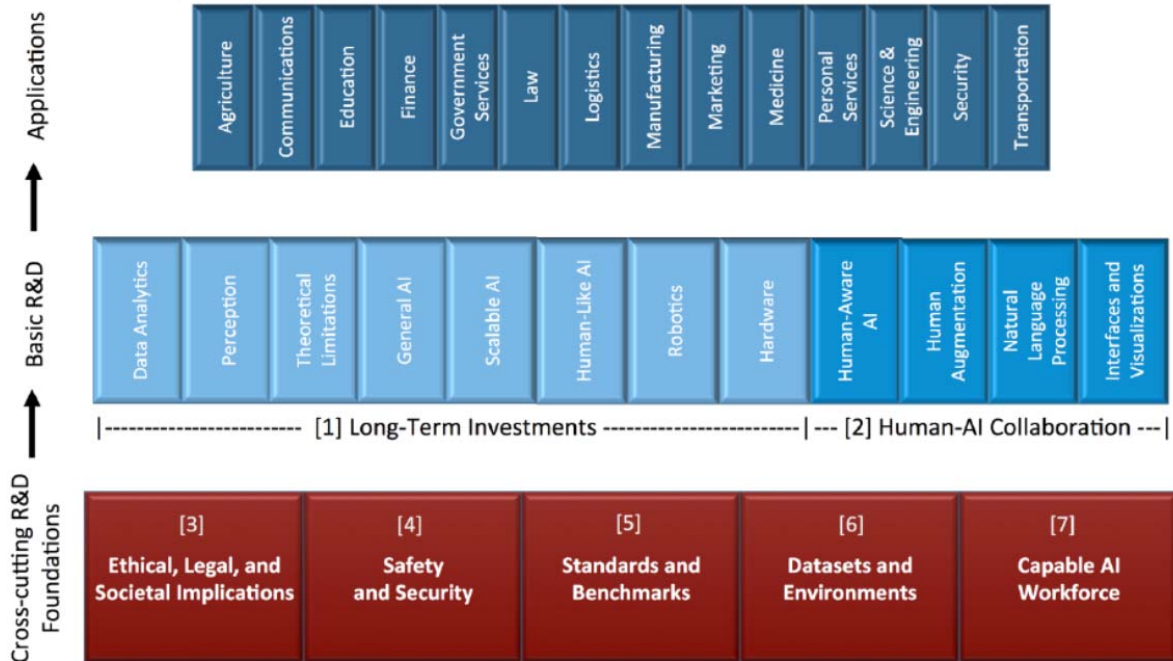 Applications
Agriculture
Communications
Education
Finance
Government
Services
Law
Logistics
Manufacturing
Marketing
Medicine
Personal
Services
Science &
Engineering
Security
Transportation
Basic R&D
Data Analytics
Perception
Theoretical
Limitations
General AI
Scalable AI
Human-Like AI
Robotics
Hardware
Human-Aware
AI
Human
Augmentation
Natural
Language
Processing
Interfaces and
Visualizations
|------------------------ [1] Long-Term Investments ------------------------|--- [2] Human-AI Collaboration ---|
Cross-cutting R&D
Foundations
[3]
Ethical, Legal, and
Societal Implications
[4]
Safety
and Security
[5]
Standards and
Benchmarks
[6]
Datasets and
Environments
[7]
Capable AI
Workforce